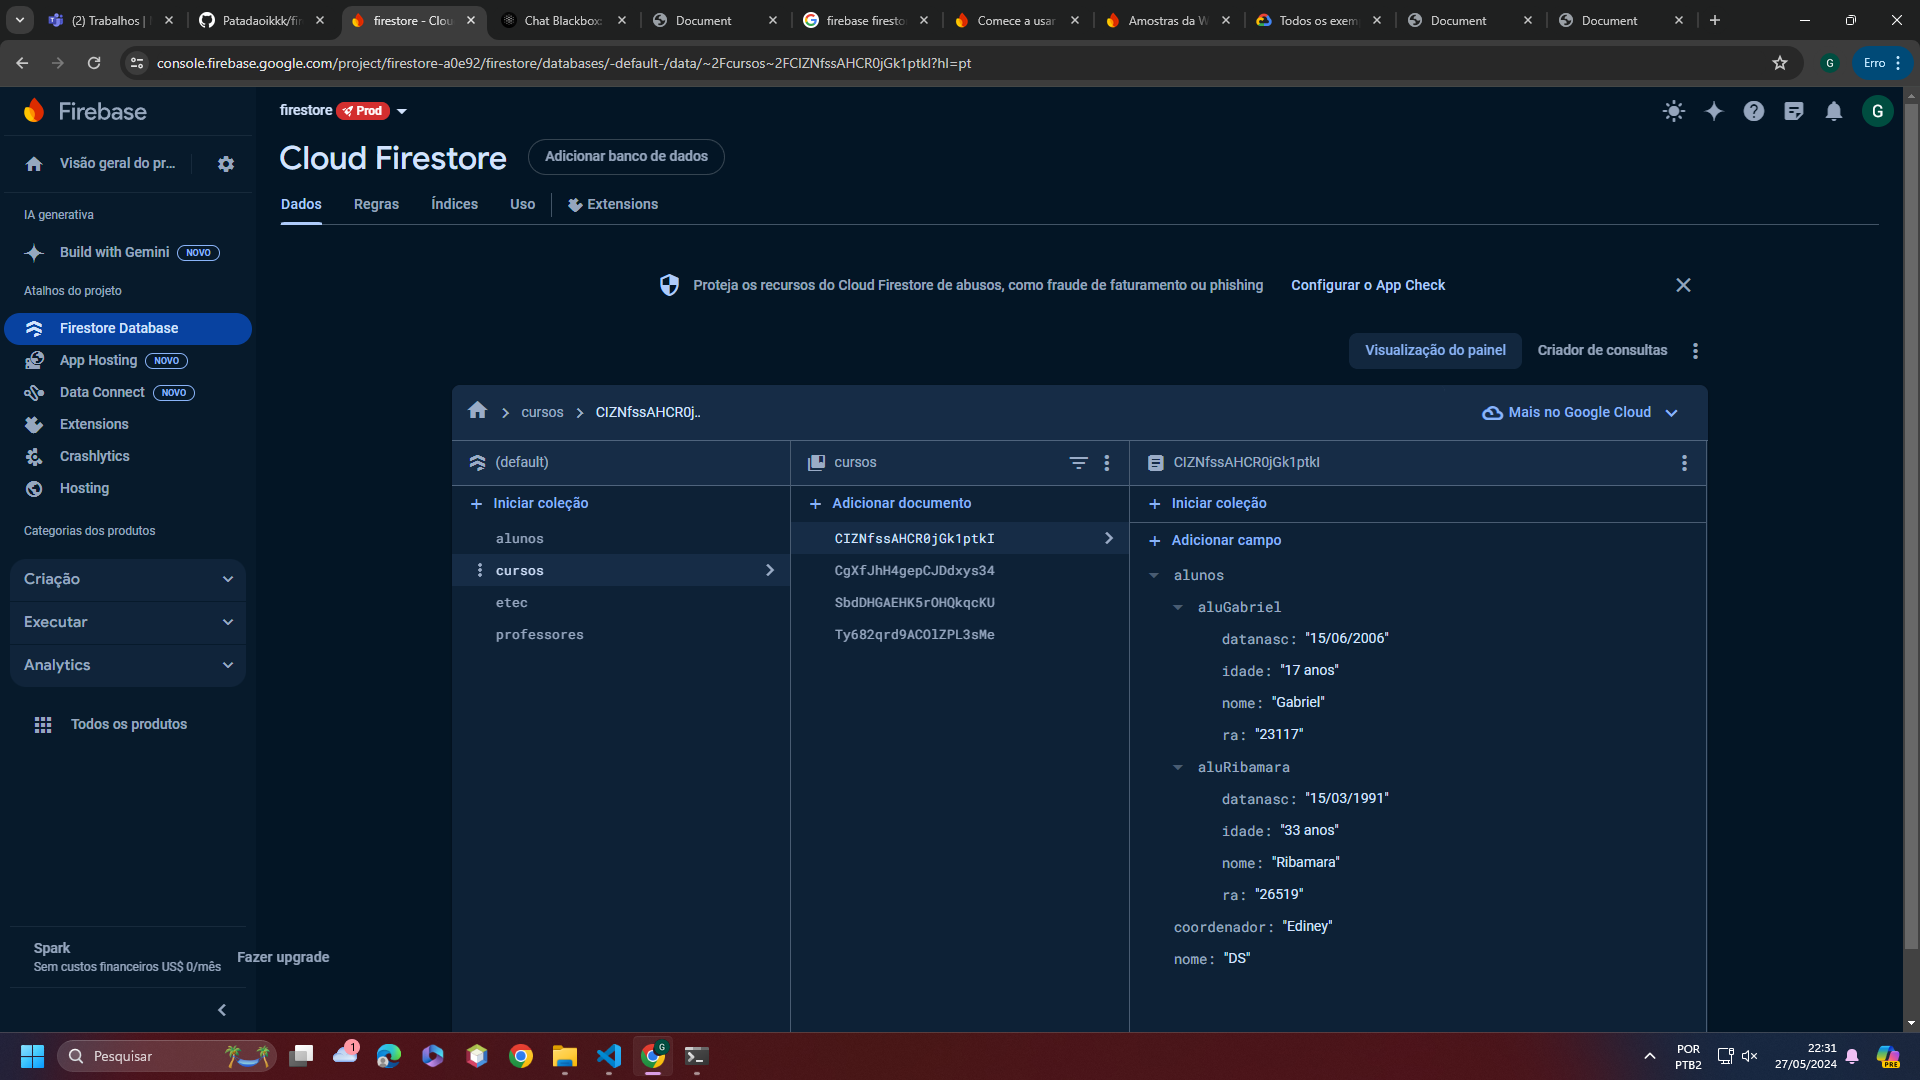 (2) Trabalhos |
Patadaoikkk/fir
firestore - Clou
Chat Blackbox:
Document
firebase firesto
Comece a usar
Amostras da W
Todos os exem
Document
Document
console.firebase.google.com/project/firestore-a0e92/firestore/databases/-default-/data/~2Fcursos~2FCIZNfssAHCR0jGk1ptkI?hl=pt
G
Erro
Firebase
firestore
Prod
G
Visão geral do pr...
Cloud Firestore
Adicionar banco de dados
Dados
Regras
Índices
Uso
Extensions
IA generativa
Build with Gemini
NOVO
Atalhos do projeto
Firestore Database
App Hosting
NOVO
Data Connect
NOVO
Extensions
Crashlytics
Hosting
Categorias dos produtos
Criação
Executar
Analytics
Todos os produtos
Spark
Sem custos financeiros US$ 0/mês
Fazer upgrade
Proteja os recursos do Cloud Firestore de abusos, como fraude de faturamento ou phishing
Configurar o App Check
Visualização do painel
Criador de consultas
cursos
CIZNfssAHCR0j..
Mais no Google Cloud
(default)
Iniciar coleção
alunos
cursos
etec
professores
cursos
Adicionar documento
CIZNfssAHCR0jGk1ptkI
CgXfJhH4gepCJDdxys34
SbdDHGAEHK5rOHQkqcKU
Ty682qrd9ACOlZPL3sMe
CIZNfssAHCR0jGk1ptkI
Iniciar coleção
Adicionar campo
alunos
aluGabriel
datanasc: "15/06/2006"
idade: "17 anos"
nome: "Gabriel"
ra: "23117"
aluRibamara
datanasc: "15/03/1991"
idade: "33 anos"
nome: "Ribamara"
ra: "26519"
coordenador: "Ediney"
nome: "DS"
Pesquisar
1
G
POR
PTB2
22:31
27/05/2024
PRE